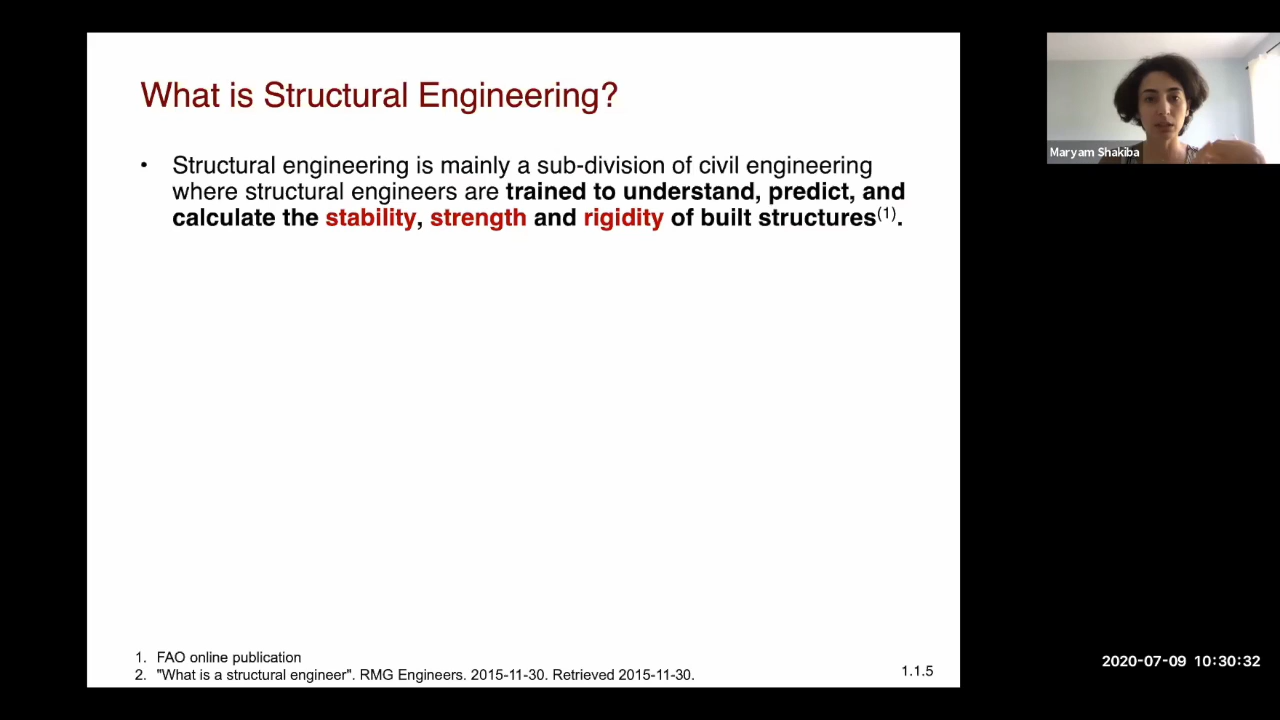 What is Structural Engineering?
• Structural engineering is mainly a sub-division of civil engineering
where structural engineers are trained to understand, predict, and
calculate the stability, strength and rigidity of built structures(1).
1. FAO online publication
2. "What is a structural engineer". RMG Engineers. 2015-11-30. Retrieved 2015-11-30.
1.1.5
Maryam Shakiba
2020-07-09 10:30:32